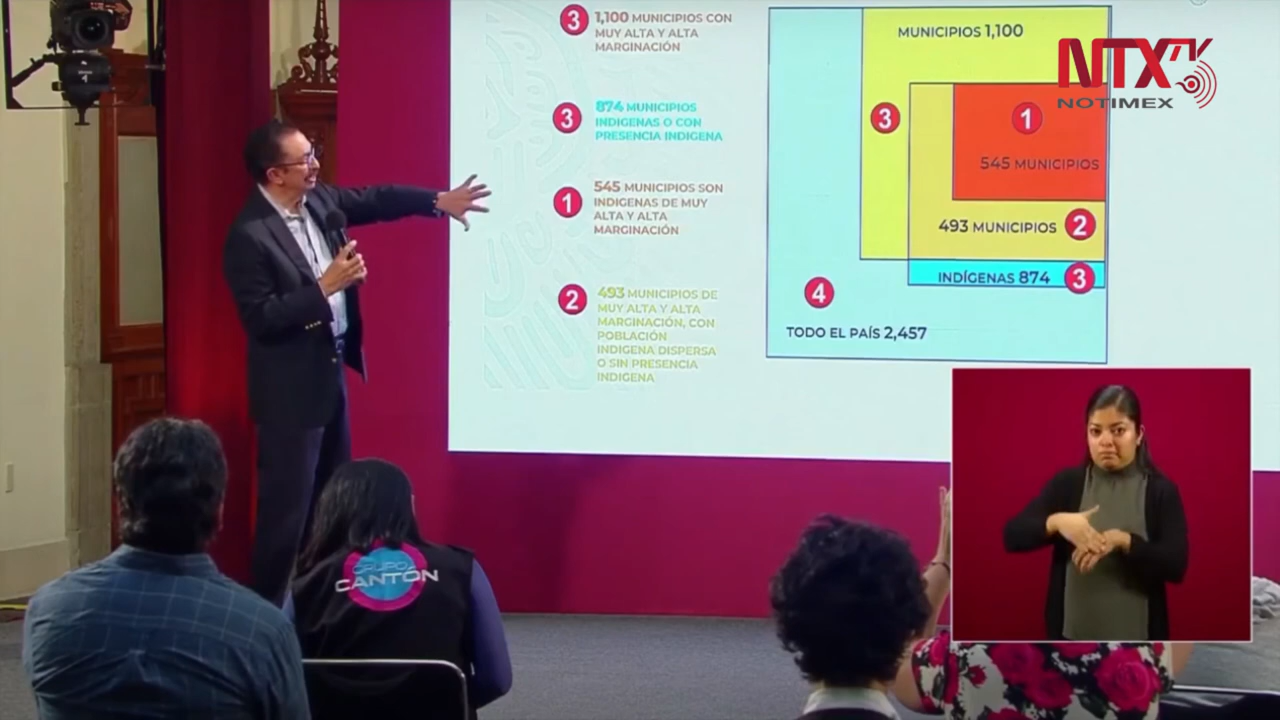 3
1,100 MUNICIPIOS CON
MUY ALTA Y ALTA
MARGINACIÓN
3
874 MUNICIPIOS
INDIGENAS O CON
PRESENCIA INDIGENA
1
545 MUNICIPIOS SON
INDIGENAS DE MUY
ALTA Y ALTA
MARGINACIÓN
2
493 MUNICIPIOS DE
MUY ALTA Y ALTA
MARGINACIÓN, CON
POBLACIÓN
INDIGENA DISPERSA
O SIN PRESENCIA
INDIGENA
MUNICIPIOS 1,100
3
1
545 MUNICIPIOS
493 MUNICIPIOS
2
INDÍGENAS 874
3
4
TODO EL PAÍS 2,457
NTXTV
NOTIMEX
GRUPO
CANTÓN